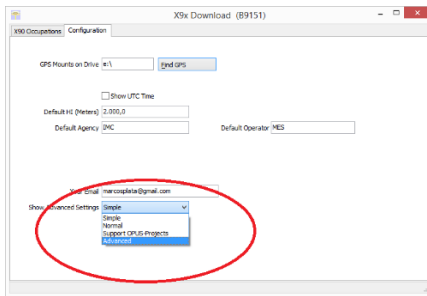 X9x Download (B9151)
X90 Occupations Configuration
GPS Mounts on Drive e:\ Find GPS
Show UTC Time
Default HI (Meters) 2.000,0
Default Agency IMC Default Operator MES
Your Email marcosplata@gmail.com
Show Advanced Settings Simple
Simple
Normal
Support OPUS-Projects
Advanced